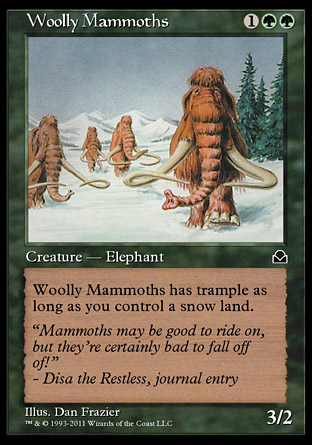 Woolly Mammoths 1
Creature — Elephant
Woolly Mammoths has trample as
long as you control a snow land.
“Mammoths may be good to ride on,
but they’re certainly bad to fall off
of!”
- Disa the Restless, journal entry
Illus. Dan Frazier
™ & © 1993-2011 Wizards of the Coast LLC
3/2